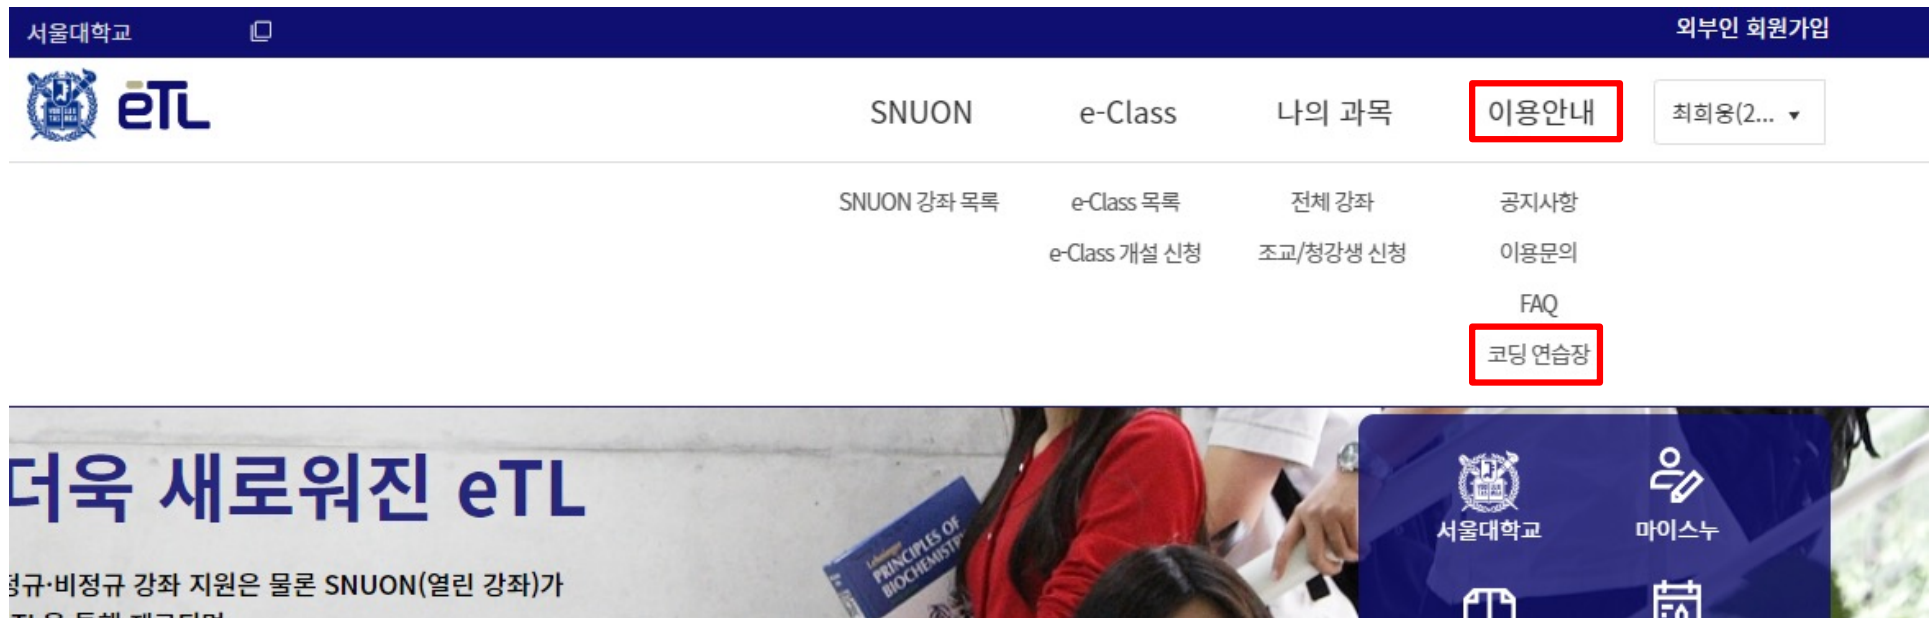 서울대학교
외부인 회원가입
eTL
SNUON e-Class 나의 과목 이용안내 최희웅(2... ▼
SNUON 강좌 목록 e-Class 목록 전체 강좌 공지사항
e-Class 개설 신청 조교/청강생 신청 이용문의
FAQ
코딩 연습장
더욱 새로워진 eTL
정규·비정규 강좌 지원은 물론 SNUON(열린 강좌)가
PRINCIPLES OF
BIOCHEMISTRY
서울대학교 마이스누